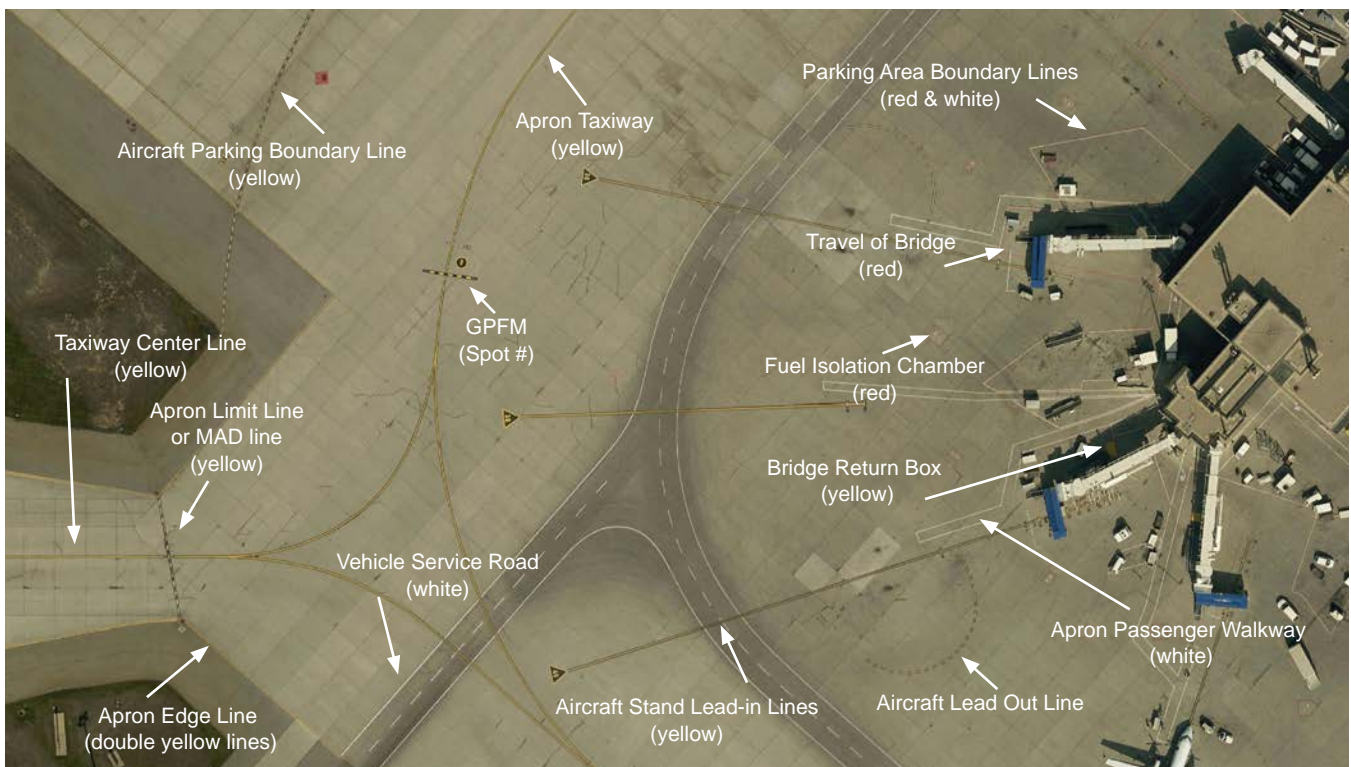 Parking Area Boundary Lines
(red & white)
Apron Taxiway
(yellow)
Aircraft Parking Boundary Line
(yellow)
Travel of Bridge
(red)
GPFM
(Spot #)
Taxiway Center Line
(yellow)
Fuel Isolation Chamber
(red)
Apron Limit Line
or MAD line
(yellow)
Bridge Return Box
(yellow)
Vehicle Service Road
(white)
Apron Passenger Walkway
(white)
Aircraft Stand Lead-in Lines
(yellow)
Aircraft Lead Out Line
Apron Edge Line
(double yellow lines)